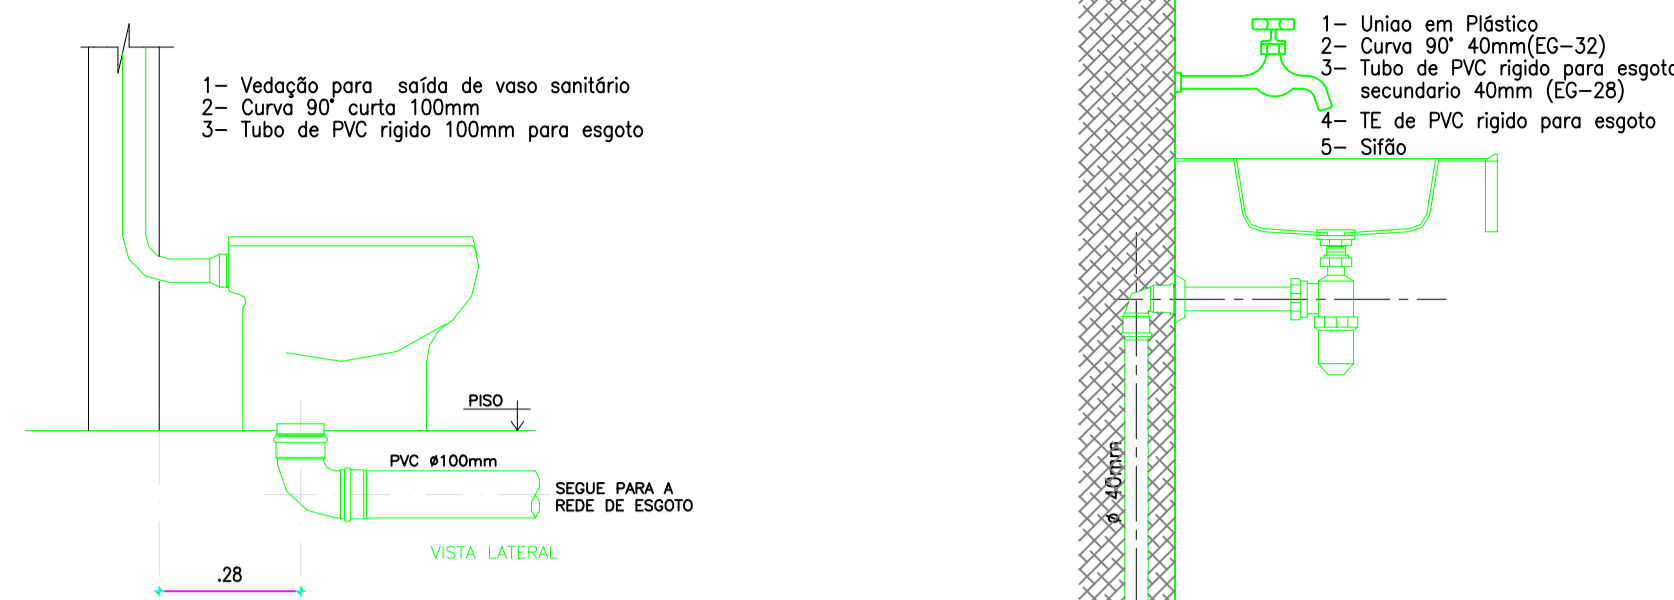 1- Vedação para saída de vaso sanitário
2- Curva 90° curta 100mm
3- Tubo de PVC rigido 100mm para esgoto
PISO
PVC ø100mm
SEGUE PARA A
REDE DE ESGOTO
VISTA LATERAL
.28
1- Uniao em Plástico
2- Curva 90° 40mm(EG-32)
3- Tubo de PVC rigido para esgoto
secundario 40mm (EG-28)
4- TE de PVC rigido para esgoto
5- Sifão
ø 40mm